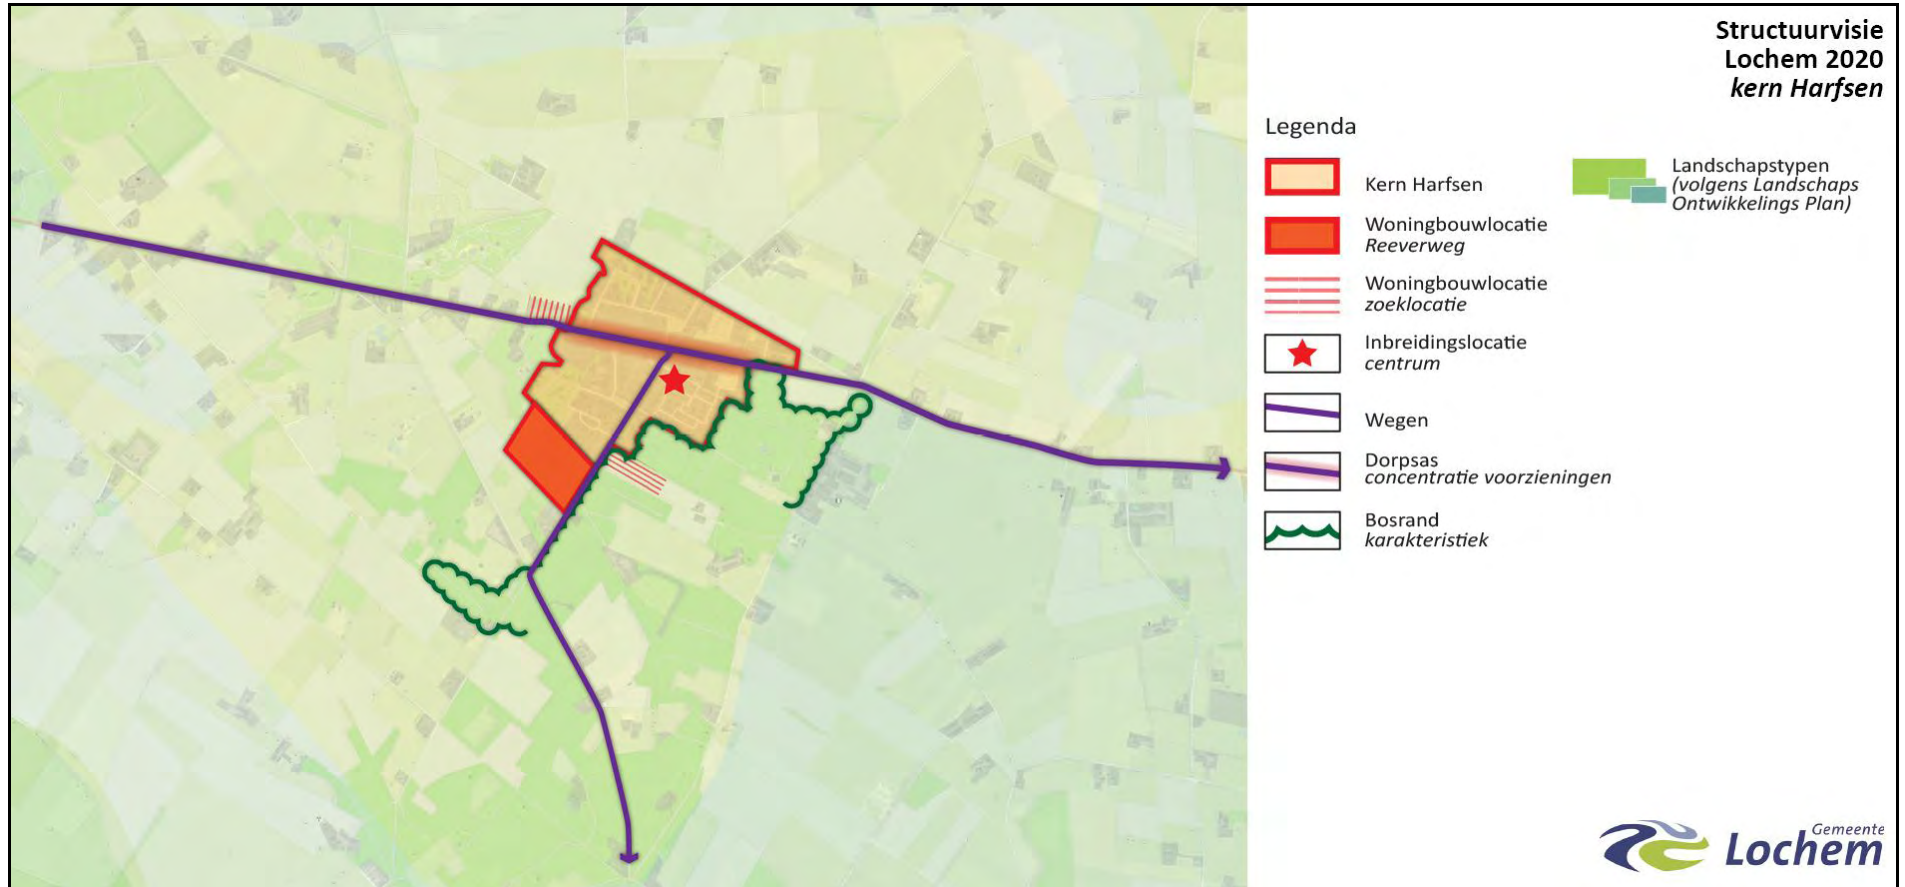 Structuurvisie
Lochem 2020
kern Harfsen
Legenda
Kern Harfsen
Woningbouwlocatie
Reeverweg
Woningbouwlocatie
zoeklocatie
Inbreidingslocatie
centrum
Wegen
Dorpsas
concentratie voorzieningen
Bosrand
karakteristiek
Landschapstypen
(volgens Landschaps
Ontwikkelings Plan)
Gemeente
Lochem